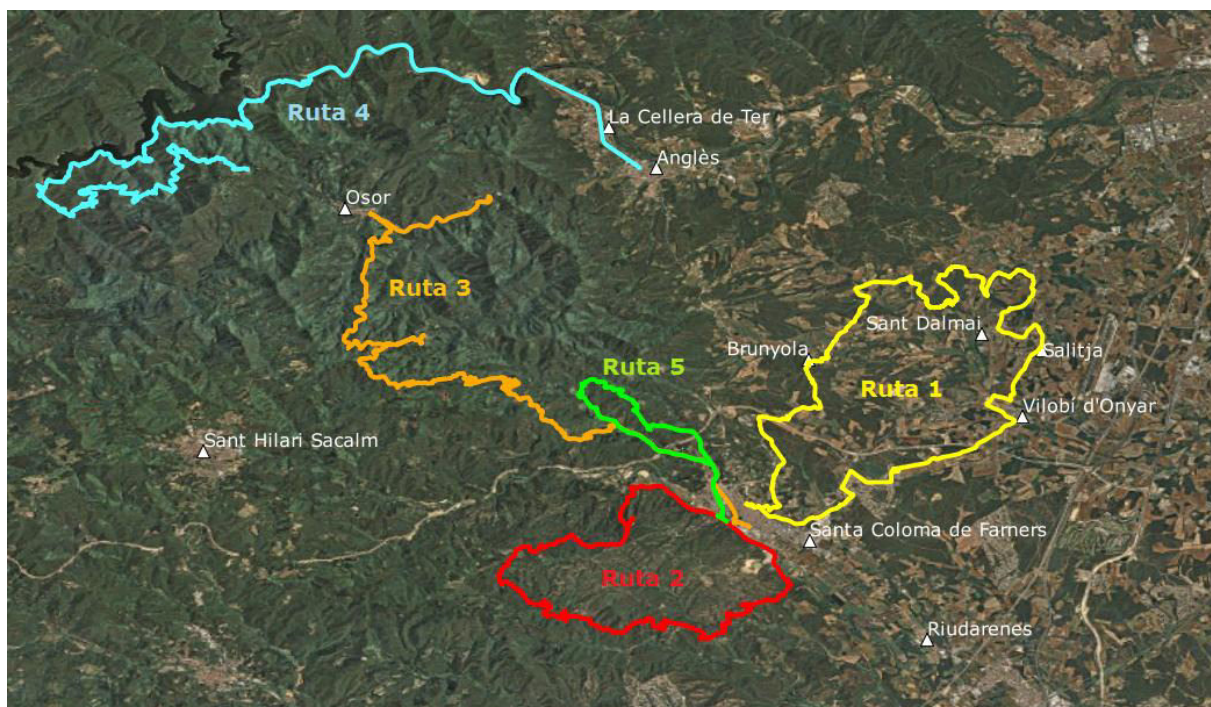 Ruta 4
La Cellera de Ter
Anglès
Osor
Ruta 3
Sant Dalmai
Brunyola
Salitja
Ruta 5
Ruta 1
Vilobí d'Onyar
Sant Hilari Sacalm
Santa Coloma de Farners
Ruta 2
Riudarenes